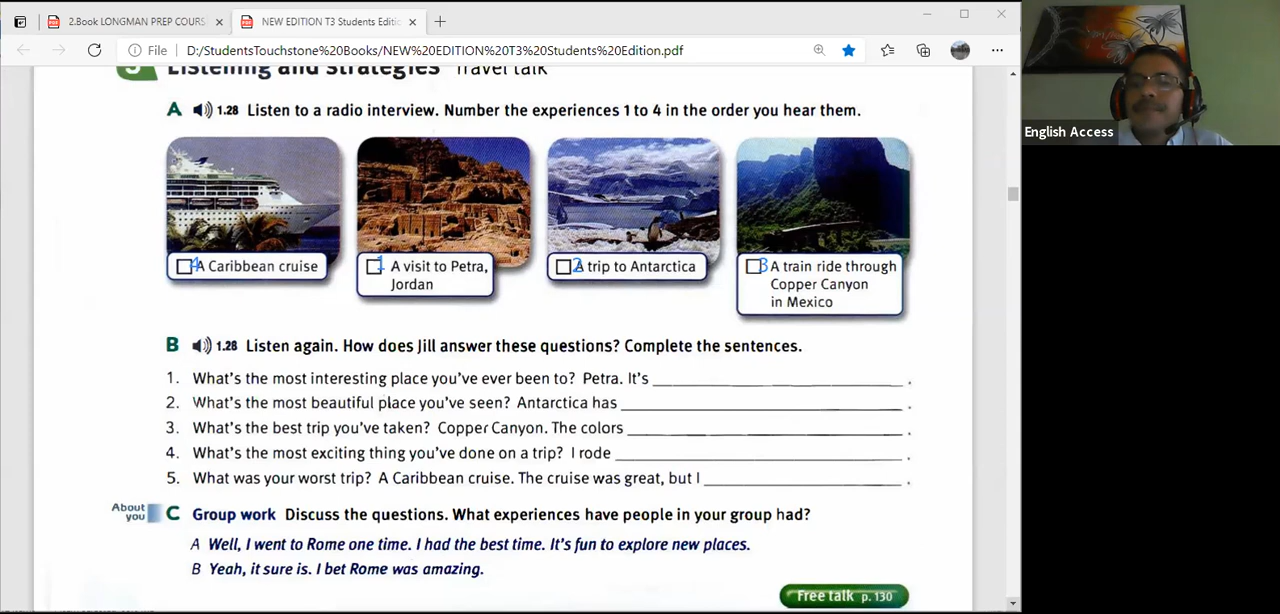 2.Book LONGMAN PREP COURS
NEW EDITION T3 Students Editi
File D:/StudentsTouchstone%20Books/NEW%20EDITION%20T3%20Students%20Edition.pdf
English Access
3 Listening and strategies Travel talk
A 1.28 Listen to a radio interview. Number the experiences 1 to 4 in the order you hear them.
4 A Caribbean cruise
1 A visit to Petra,
Jordan
2 A trip to Antarctica
3 A train ride through
Copper Canyon
in Mexico
B 1.28 Listen again. How does Jill answer these questions? Complete the sentences.
1. What's the most interesting place you've ever been to? Petra. It's ______.
2. What's the most beautiful place you've seen? Antarctica has ______.
3. What's the best trip you've taken? Copper Canyon. The colors ______.
4. What's the most exciting thing you've done on a trip? I rode ______.
5. What was your worst trip? A Caribbean cruise. The cruise was great, but I ______.
About
you
C Group work Discuss the questions. What experiences have people in your group had?
A Well, I went to Rome one time. I had the best time. It's fun to explore new places.
B Yeah, it sure is. I bet Rome was amazing.
Free talk p. 130